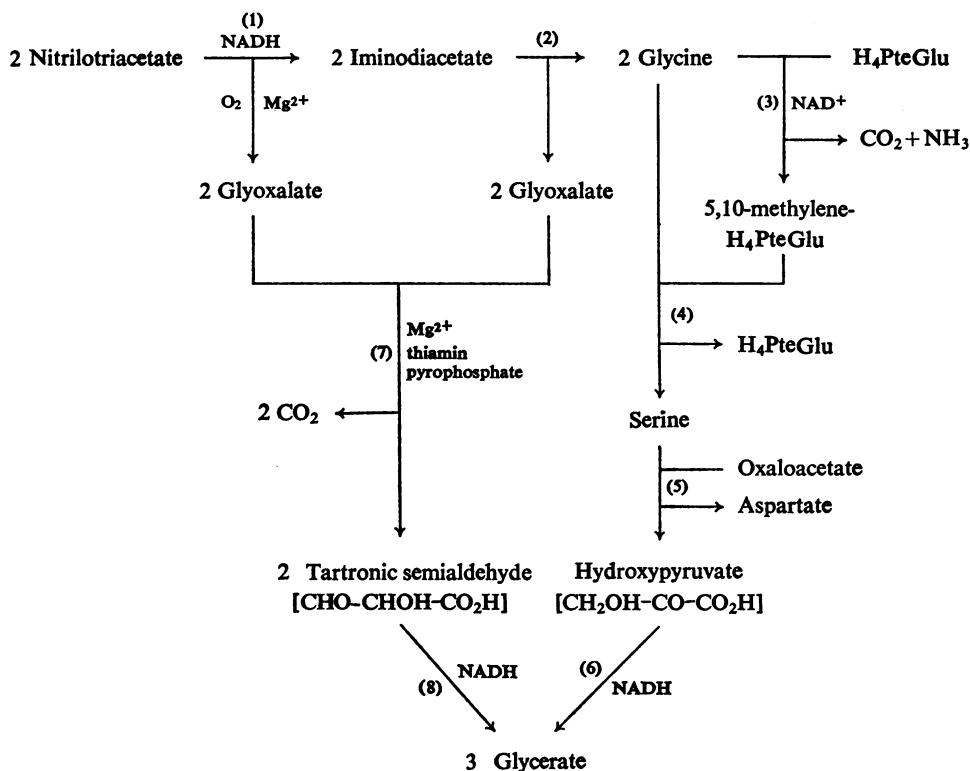 (1)
NADH
2 Nitrilotriacetate
2 Iminodiacetate
(2)
2 Glycine
H₄PteGlu
O₂
Mg²⁺
(3) NAD⁺
CO₂+NH₃
2 Glyoxalate
2 Glyoxalate
5,10-methylene-
H₄PteGlu
(4)
H₄PteGlu
(7)
Mg²⁺
thiamin
pyrophosphate
2 CO₂
Serine
Oxaloacetate
(5)
Aspartate
2 Tartronic semialdehyde
[CHO–CHOH–CO₂H]
Hydroxypyruvate
[CH₂OH–CO–CO₂H]
(8)
NADH
(6)
NADH
3 Glycerate